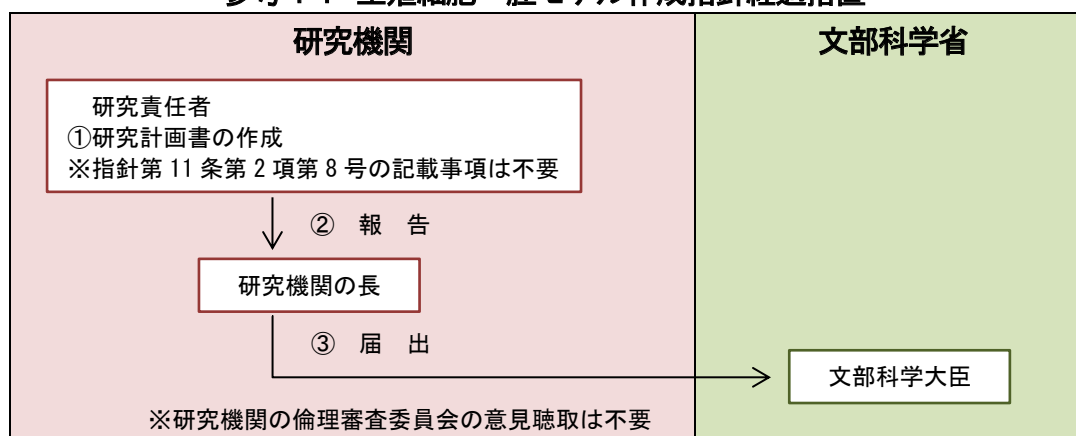 研究機関
文部科学省
研究責任者
①研究計画書の作成
※指針第 11 条第 2 項第 8 号の記載事項は不要
② 報 告
研究機関の長
③ 届 出
文部科学大臣
※研究機関の倫理審査委員会の意見聴取は不要